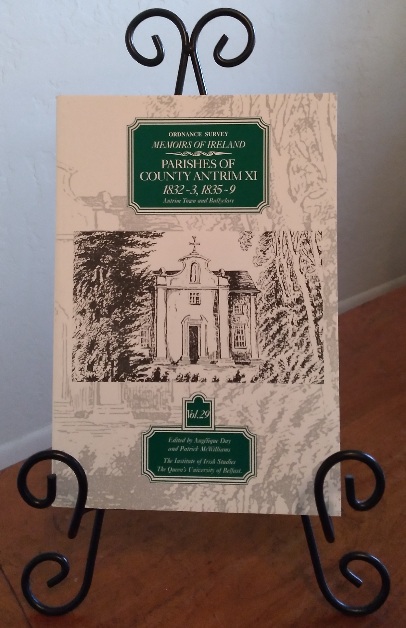 ORDNANCE SURVEY
MEMOIRS OF IRELAND
PARISHES OF
COUNTY ANTRIM XI
1832-3, 1835-9
Antrim Town and Ballyclare
Vol.29
Edited by Angélique Day
and Patrick McWilliams
The Institute of Irish Studies
The Queen's University of Belfast.